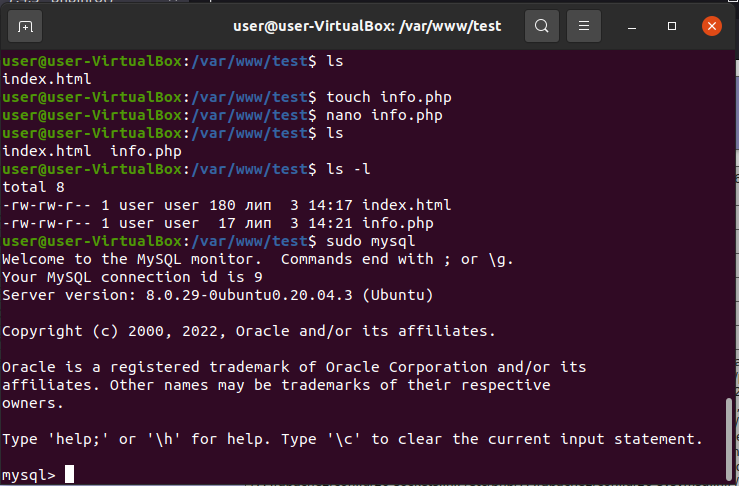 user@user-VirtualBox: /var/www/test
user@user-VirtualBox:/var/www/test$ ls
index.html
user@user-VirtualBox:/var/www/test$ touch info.php
user@user-VirtualBox:/var/www/test$ nano info.php
user@user-VirtualBox:/var/www/test$ ls
index.html  info.php
user@user-VirtualBox:/var/www/test$ ls -l
total 8
-rw-rw-r-- 1 user user 180 лип  3 14:17 index.html
-rw-rw-r-- 1 user user  17 лип  3 14:21 info.php
user@user-VirtualBox:/var/www/test$ sudo mysql
Welcome to the MySQL monitor.  Commands end with ; or \g.
Your MySQL connection id is 9
Server version: 8.0.29-0ubuntu0.20.04.3 (Ubuntu)
Copyright (c) 2000, 2022, Oracle and/or its affiliates.
Oracle is a registered trademark of Oracle Corporation and/or its
affiliates. Other names may be trademarks of their respective
owners.
Type 'help;' or '\h' for help. Type '\c' to clear the current input statement.
mysql>